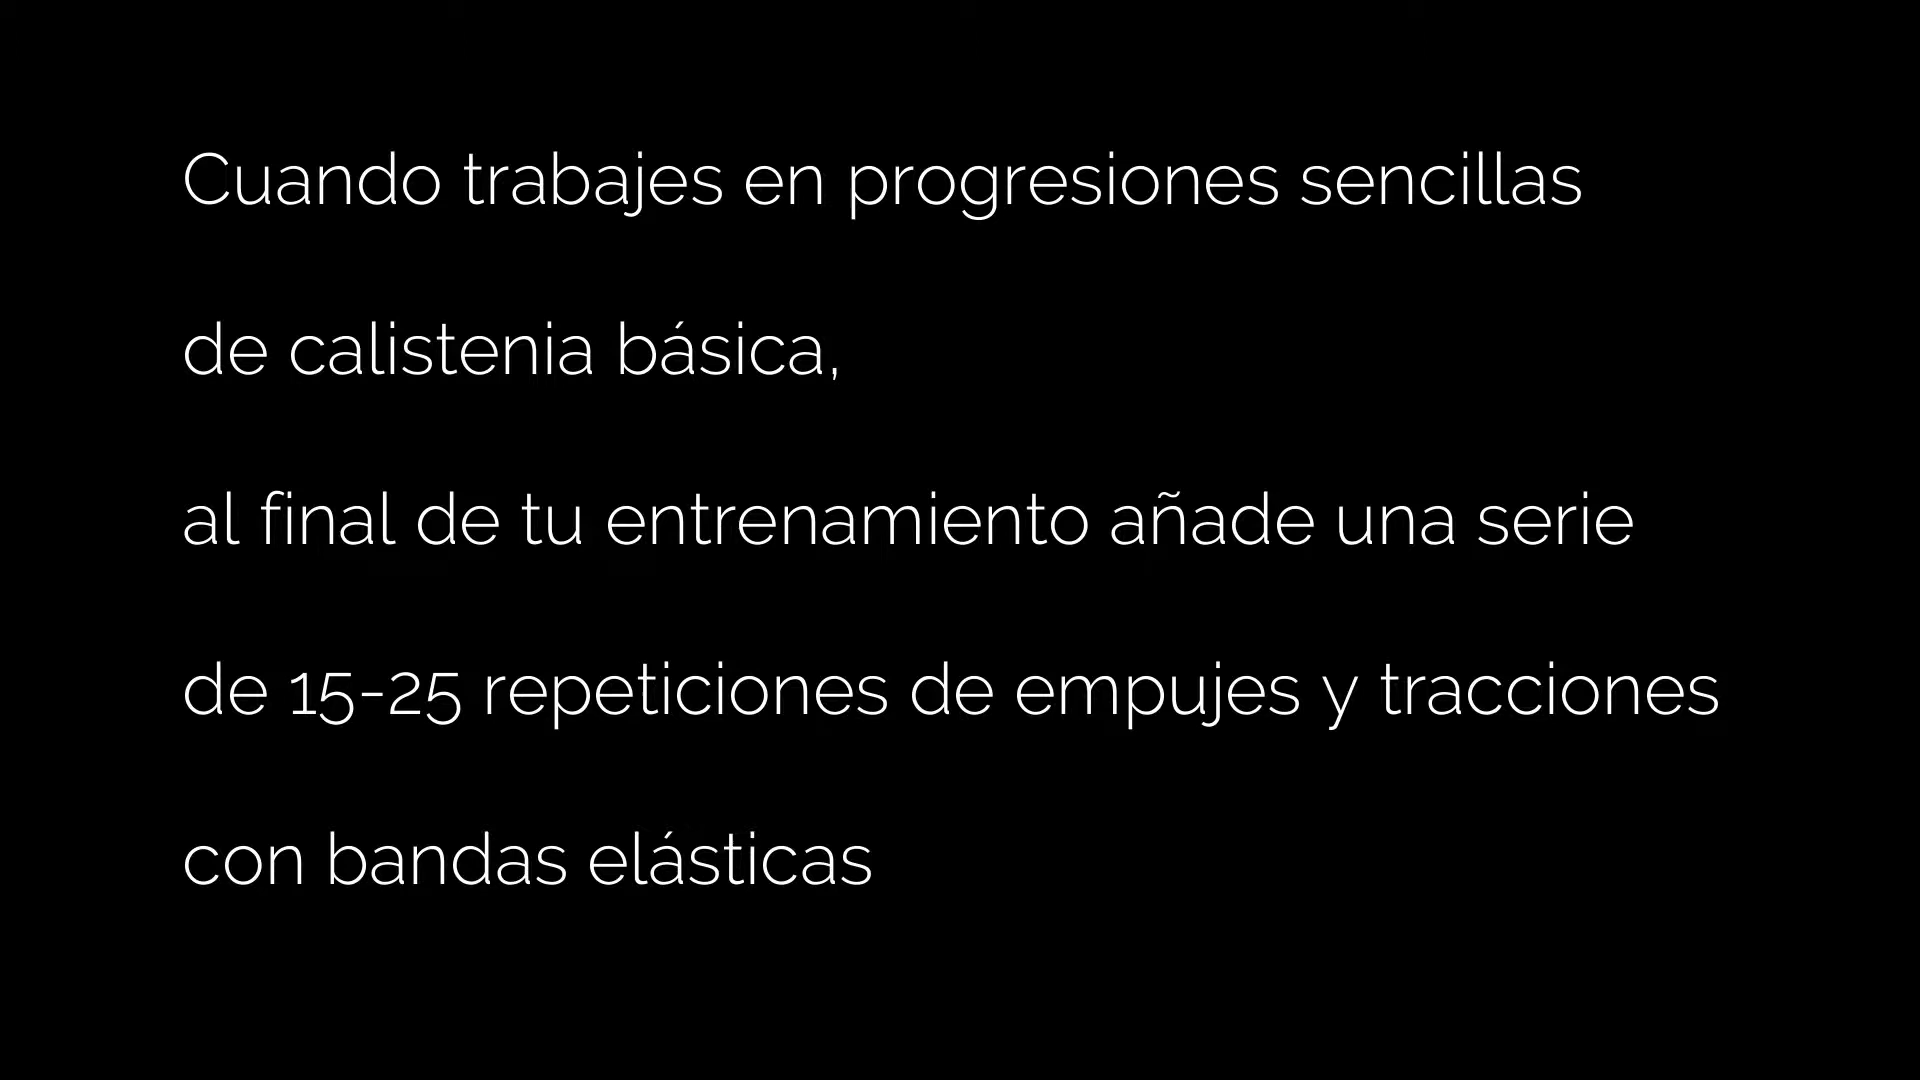 Cuando trabajes en progresiones sencillas
de calistenia básica,
al final de tu entrenamiento añade una serie
de 15-25 repeticiones de empujes y tracciones
con bandas elásticas